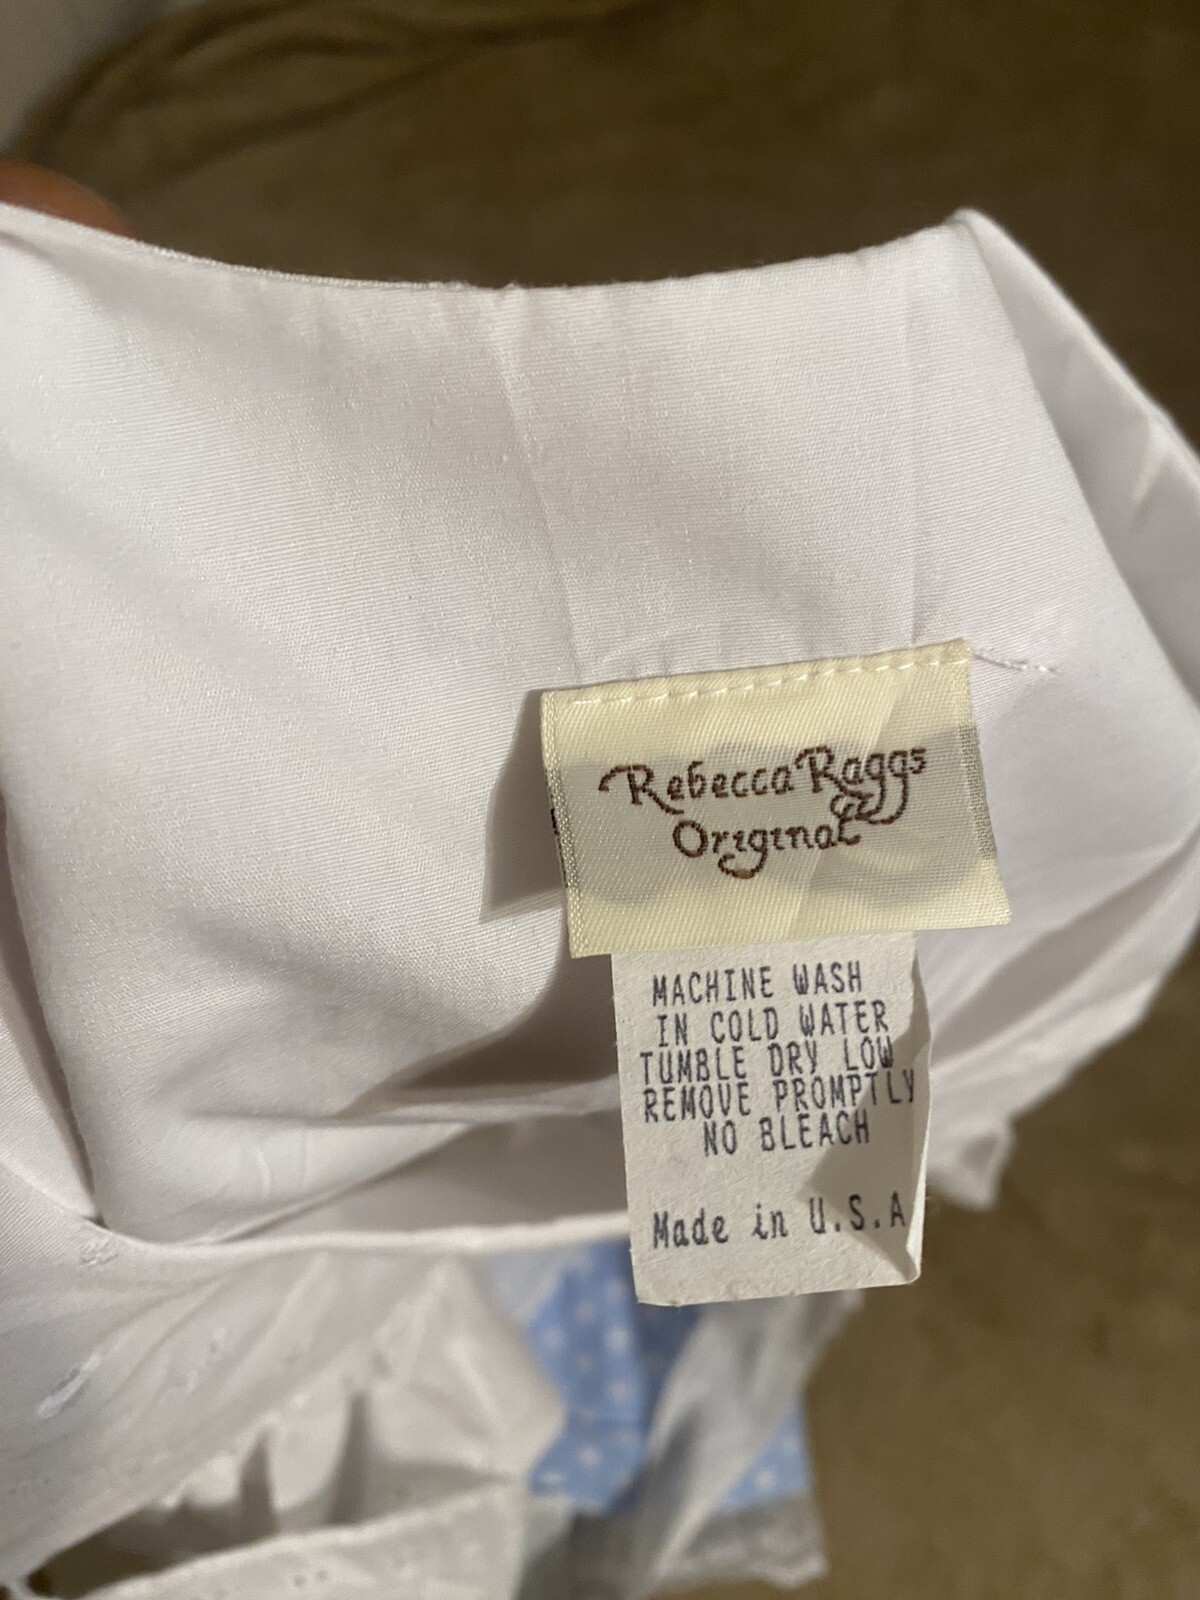 Rebecca Raggs
Original
MACHINE WASH
IN COLD WATER
TUMBLE DRY LOW
REMOVE PROMPTLY
NO BLEACH
Made in U.S.A